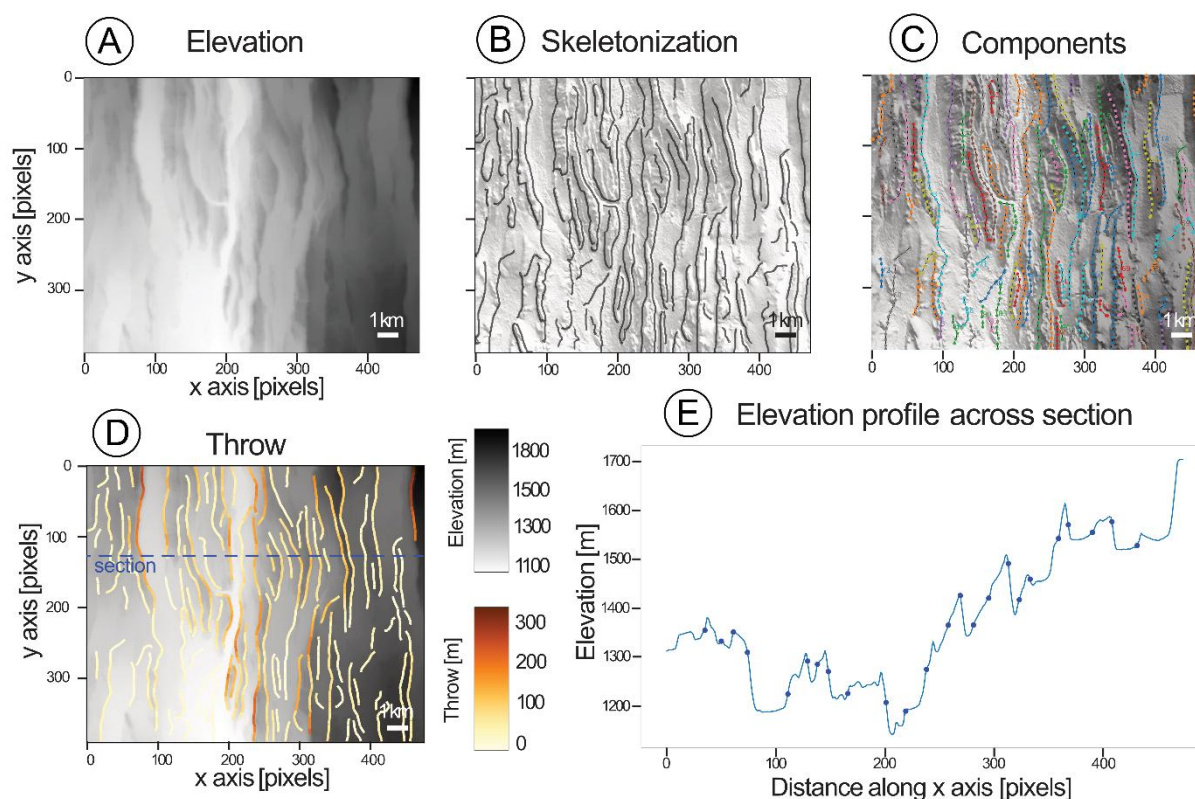 A Elevation
0
100
200
300
y axis [pixels]
0 100 200 300 400
x axis [pixels]
1km
B Skeletonization
0 100 200 300 400
1km
C Components
0 100 200 300 400
1km
D Throw
0
100
200
300
y axis [pixels]
section
0 100 200 300 400
x axis [pixels]
1km
Elevation [m]
1800
1500
1300
1100
Throw [m]
300
200
100
0
E Elevation profile across section
Elevation [m]
1700
1600
1500
1400
1300
1200
0 100 200 300 400
Distance along x axis [pixels]